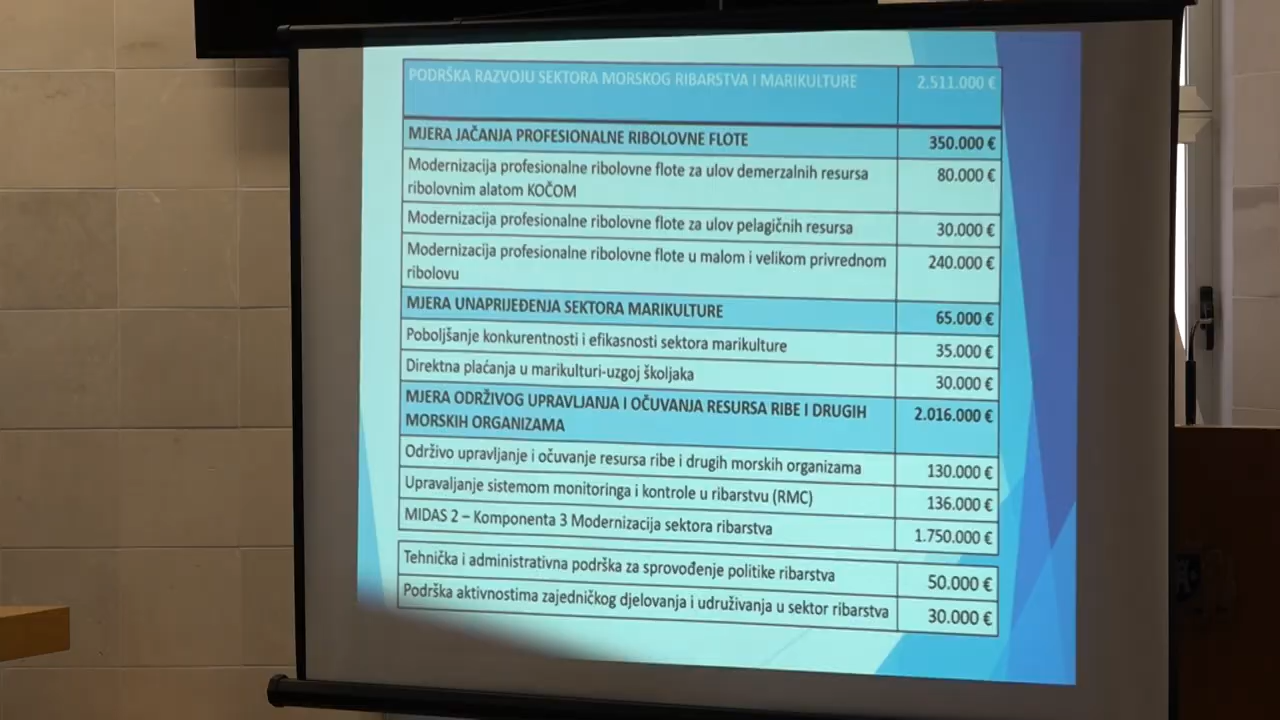 PODRŠKA RAZVOJU SEKTORA MORSKOG RIBARSTVA I MARIKULTURE 2.511.000 €
MJERA JAČANJA PROFESIONALNE RIBOLOVNE FLOTE 350.000 €
Modernizacija profesionalne ribolovne flote za ulov demerzalnih resursa 80.000 €
ribolovnim alatom KOČOM
Modernizacija profesionalne ribolovne flote za ulov pelagičnih resursa 30.000 €
Modernizacija profesionalne ribolovne flote u malom i velikom privrednom 240.000 €
ribolovu
MJERA UNAPRIJEĐENJA SEKTORA MARIKULTURE 65.000 €
Poboljšanje konkurentnosti i efikasnosti sektora marikulture 35.000 €
Direktna plaćanja u marikulturi-uzgoj školjaka 30.000 €
MJERA ODRŽIVOG UPRAVLJANJA I OČUVANJA RESURSA RIBE I DRUGIH 2.016.000 €
MORSKIH ORGANIZAMA
Održivo upravljanje i očuvanje resursa ribe i drugih morskih organizama 130.000 €
Upravaljanje sistemom monitoringa i kontrole u ribarstvu (RMC) 136.000 €
MIDAS 2 – Komponenta 3 Modernizacija sektora ribarstva 1.750.000 €
Tehnička i administrativna podrška za sprovođenje politike ribarstva 50.000 €
Podrška aktivnostima zajedničkog djelovanja i udruživanja u sektor ribarstva 30.000 €